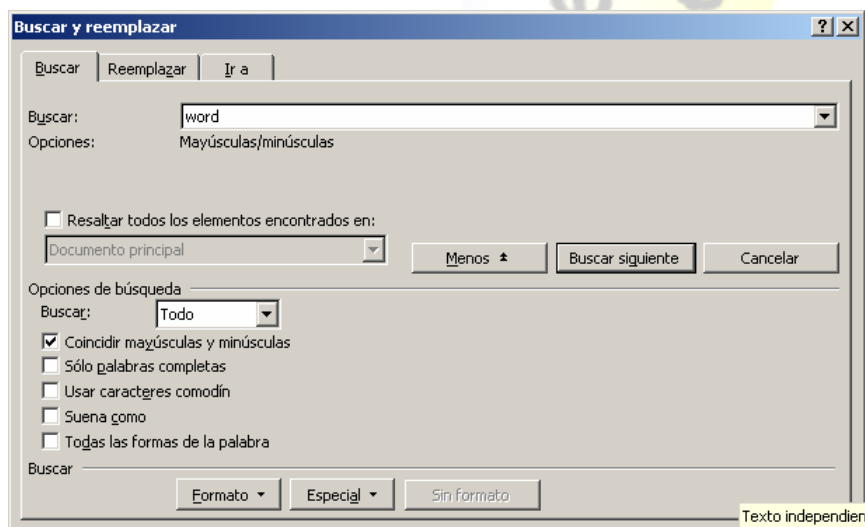 Buscar y reemplazar
Buscar Reemplazar Ir a
Buscar: word
Opciones: Mayúsculas/minúsculas
Resaltar todos los elementos encontrados en:
Documento principal Menos Buscar siguiente Cancelar
Opciones de búsqueda
Buscar: Todo
Coincidir mayúsculas y minúsculas
Sólo palabras completas
Usar caracteres comodín
Suena como
Todas las formas de la palabra
Buscar
Formato Especial Sin formato
Texto independien